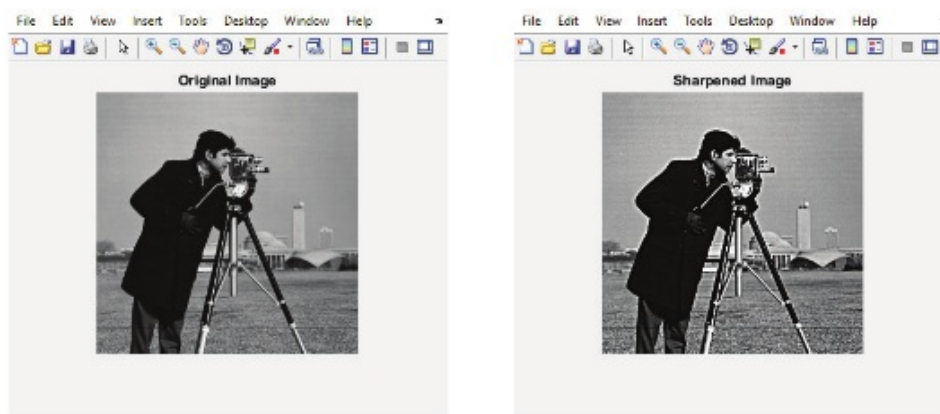 File Edit View Insert Tools Desktop Window Help
Original Image
File Edit View Insert Tools Desktop Window Help
Sharpened Image